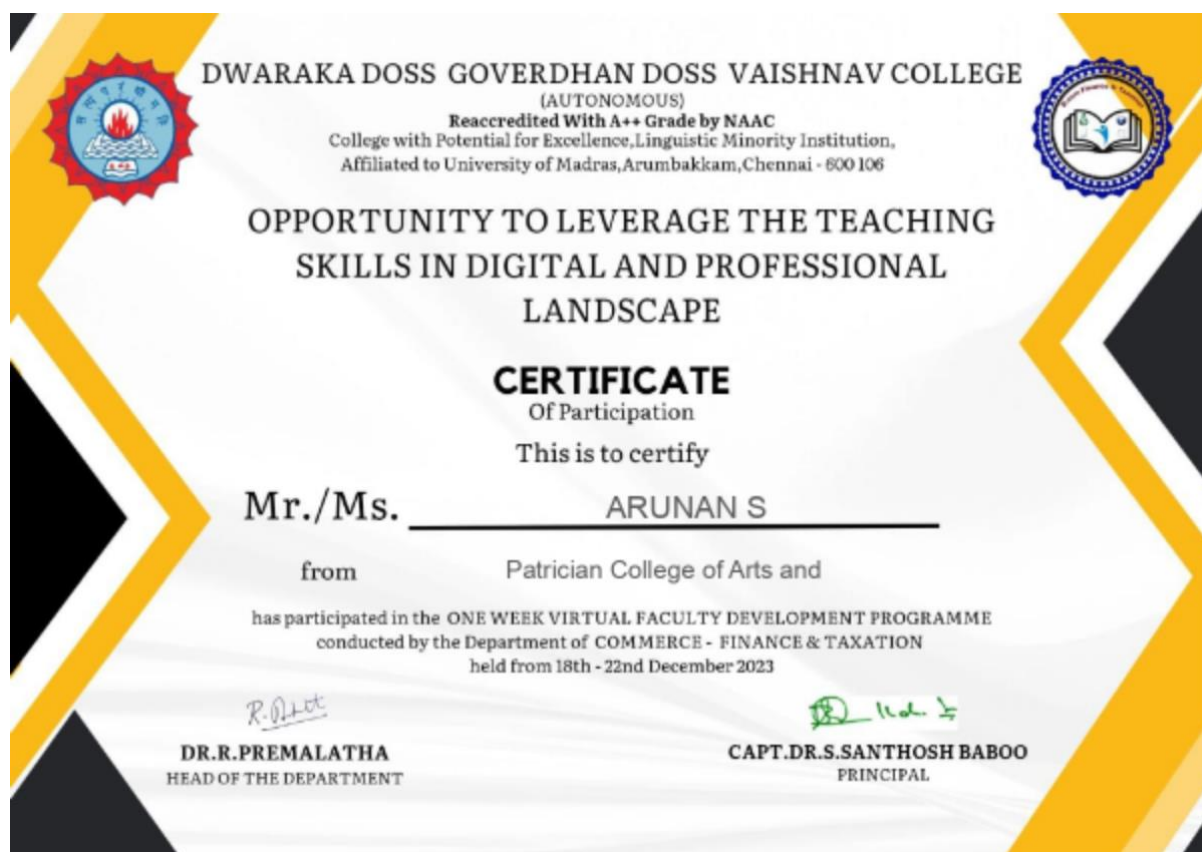 DWARAKA DOSS GOVERDHAN DOSS VAISHNAV COLLEGE
(AUTONOMOUS)
Reaccredited With A++ Grade by NAAC
College with Potential for Excellence,Linguistic Minority Institution,
Affiliated to University of Madras,Arumbakkam,Chennai - 600 106
OPPORTUNITY TO LEVERAGE THE TEACHING
SKILLS IN DIGITAL AND PROFESSIONAL
LANDSCAPE
CERTIFICATE
Of Participation
This is to certify
Mr./Ms. ARUNAN S
from Patrician College of Arts and
has participated in the ONE WEEK VIRTUAL FACULTY DEVELOPMENT PROGRAMME
conducted by the Department of COMMERCE - FINANCE & TAXATION
held from 18th - 22nd December 2023
DR.R.PREMALATHA
HEAD OF THE DEPARTMENT
CAPT.DR.S.SANTHOSH BABOO
PRINCIPAL